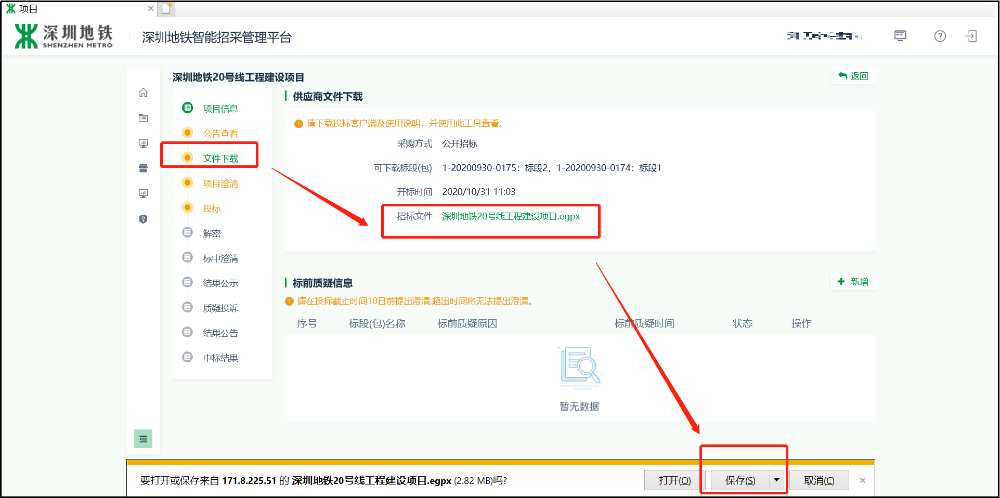 项目
深圳地铁
SHENZHEN METRO
深圳地铁智能招采管理平台
深圳地铁20号线工程建设项目
返回
项目信息
公告查看
文件下载
项目澄清
投标
解密
标中澄清
结果公示
质疑投诉
结果公告
中标结果
供应商文件下载
请下载投标客户端及使用说明，并使用此工具查看。
采购方式 公开招标
可下载标段(包) 1-20200930-0175：标段2，1-20200930-0174：标段1
开标时间 2020/10/31 11:03
招标文件 深圳地铁20号线工程建设项目.egpx
标前质疑信息
新增
请在投标截止时间10日前提出澄清,超出时间将无法提出澄清。
序号 标段(包)名称 标前质疑原因 标前质疑时间 状态 操作
暂无数据
要打开或保存来自 171.8.225.51 的 深圳地铁20号线工程建设项目.egpx (2.82 MB)吗?
打开(O) 保存(S) 取消(C)